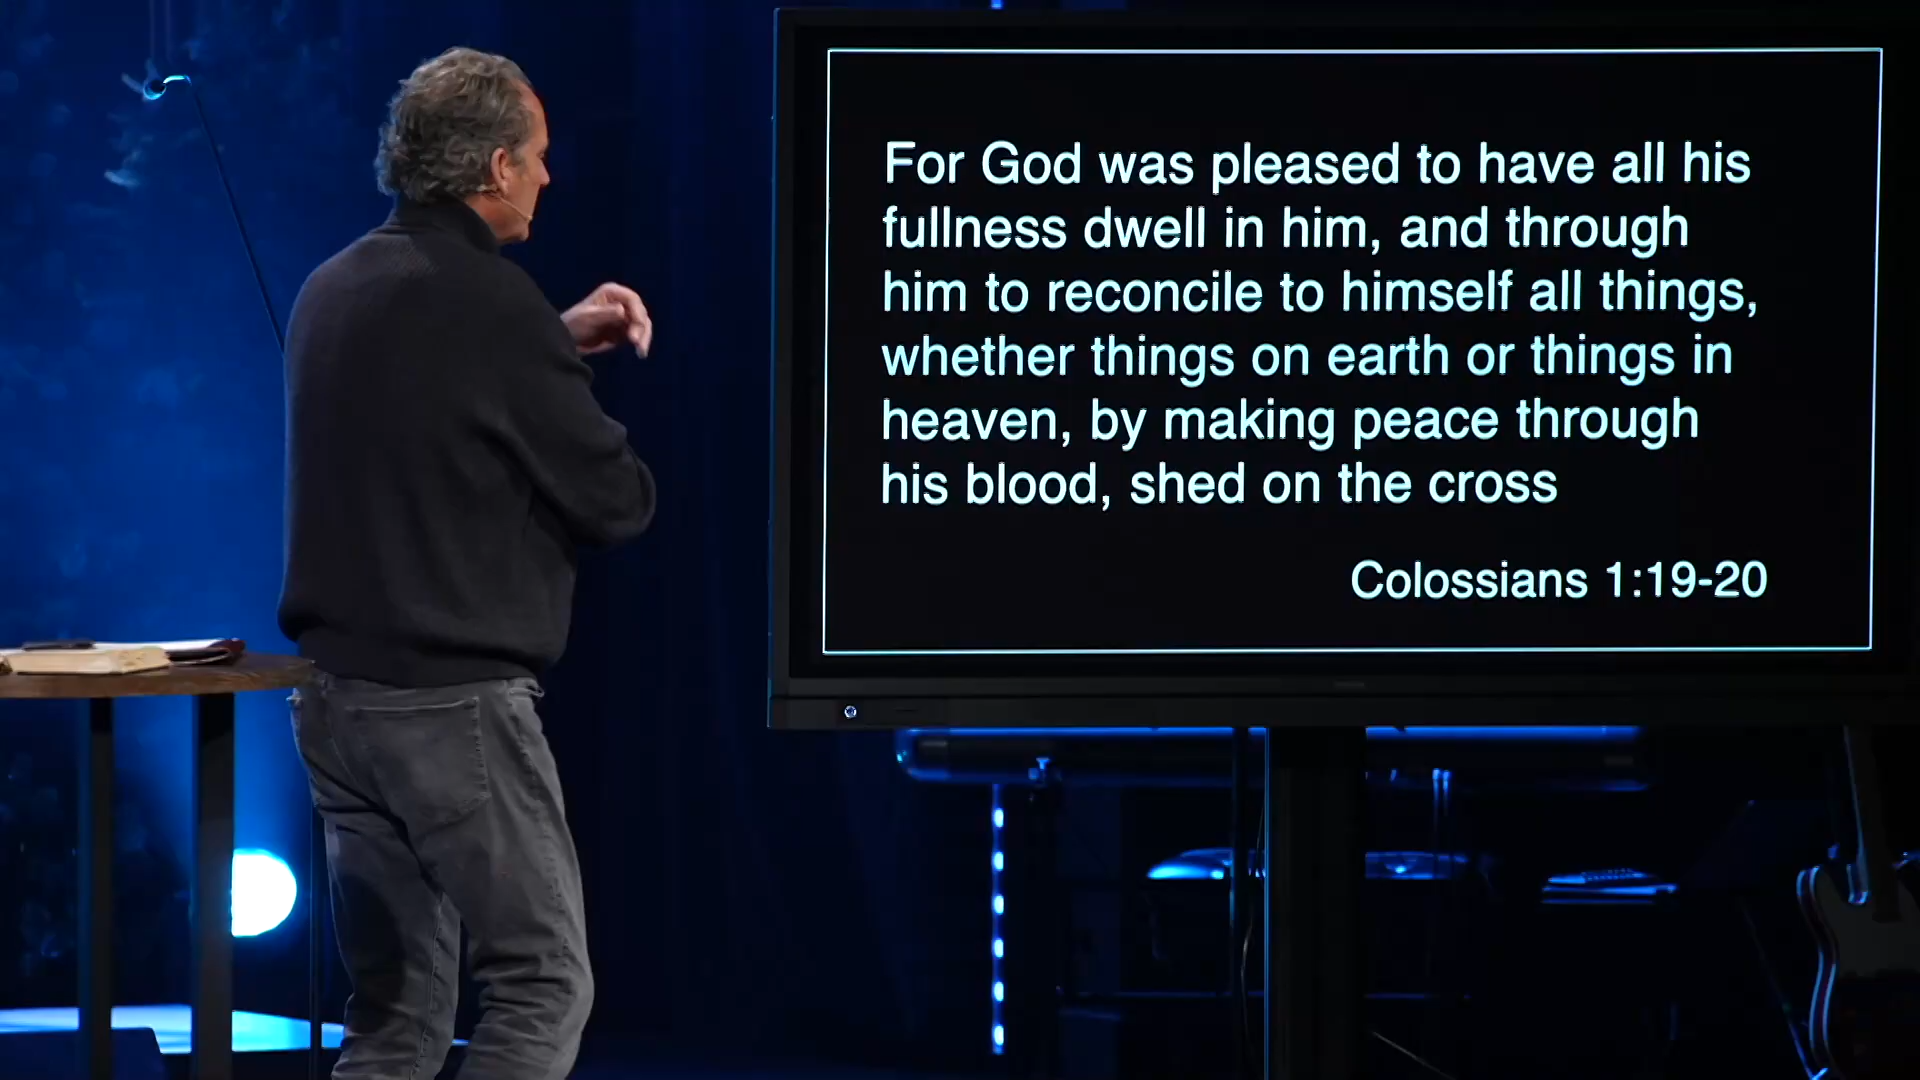 For God was pleased to have all his
fullness dwell in him, and through
him to reconcile to himself all things,
whether things on earth or things in
heaven, by making peace through
his blood, shed on the cross
Colossians 1:19-20